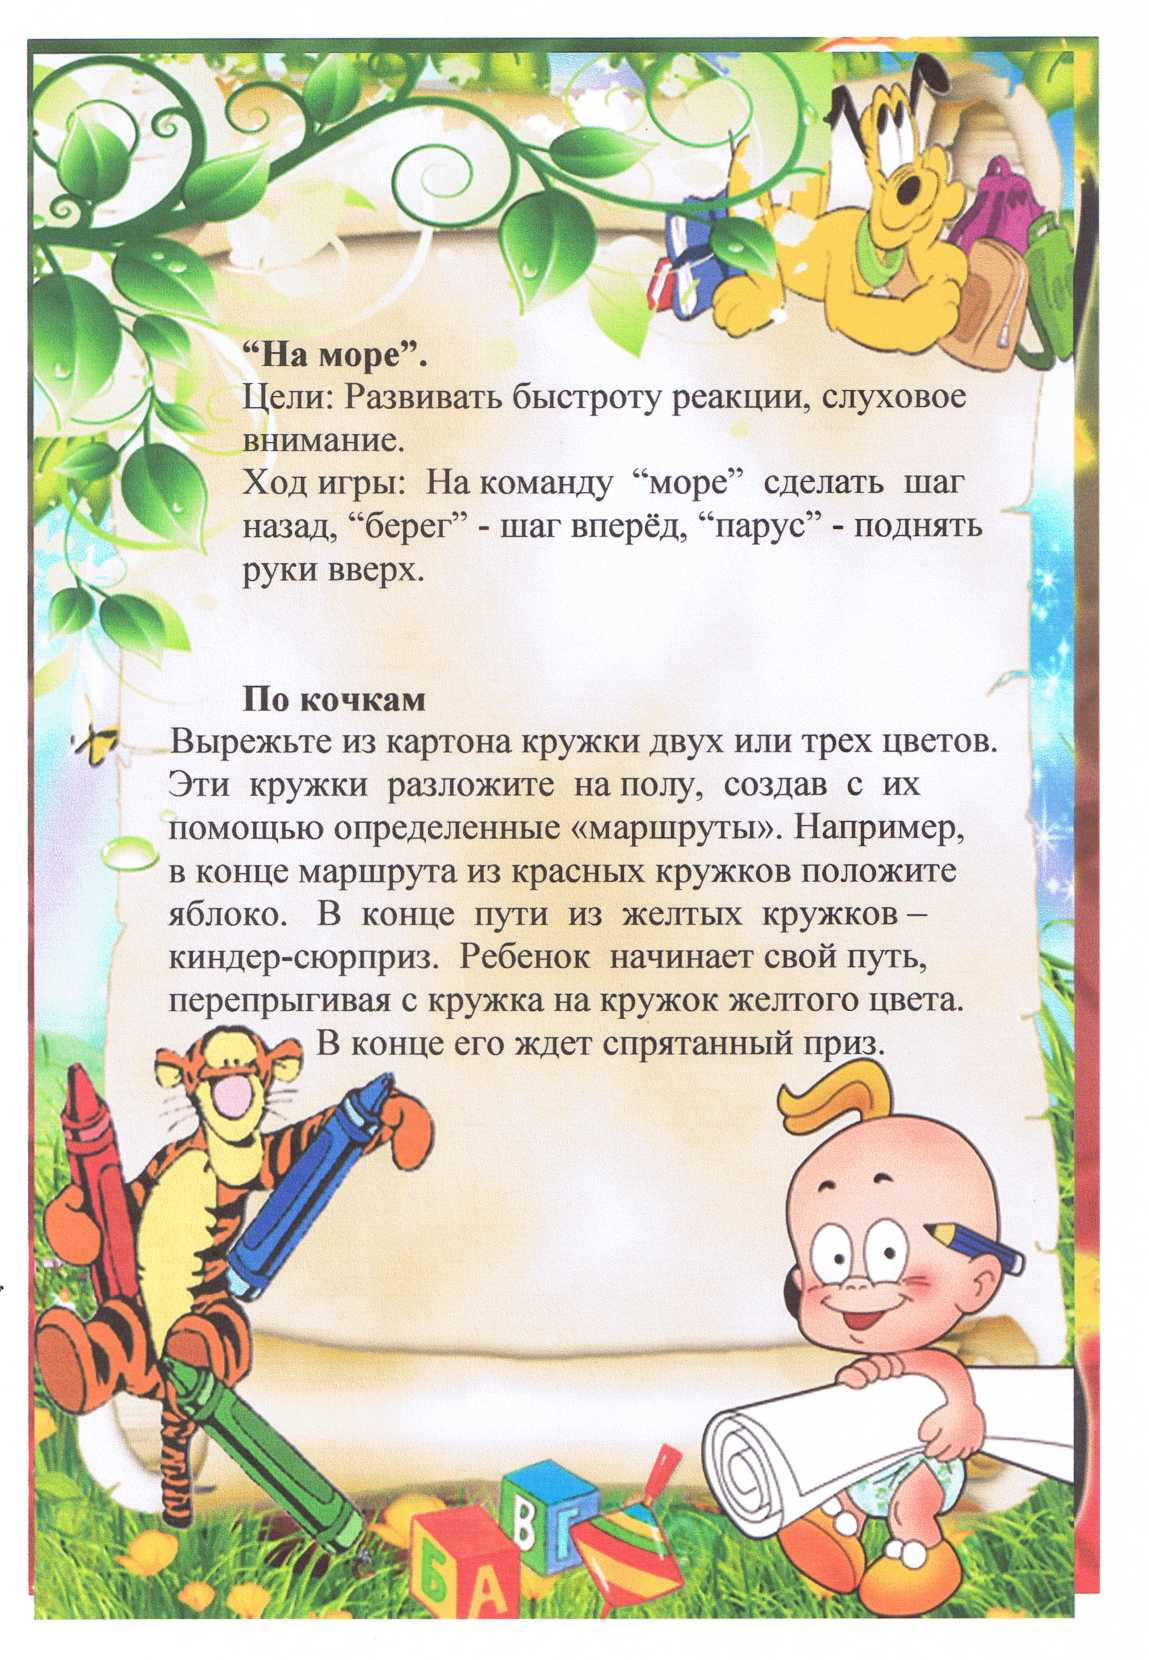 “На море”.
Цели: Развивать быстроту реакции, слуховое
внимание.
Ход игры: На команду “море” сделать шаг
назад, “берег” - шаг вперёд, “парус” - поднять
руки вверх.
По кочкам
Вырежьте из картона кружки двух или трех цветов.
Эти кружки разложите на полу, создав с их
помощью определенные «маршруты». Например,
в конце маршрута из красных кружков положите
яблоко. В конце пути из желтых кружков –
киндер-сюрприз. Ребенок начинает свой путь,
перепрыгивая с кружка на кружок желтого цвета.
В конце его ждет спрятанный приз.
В Г
Б А